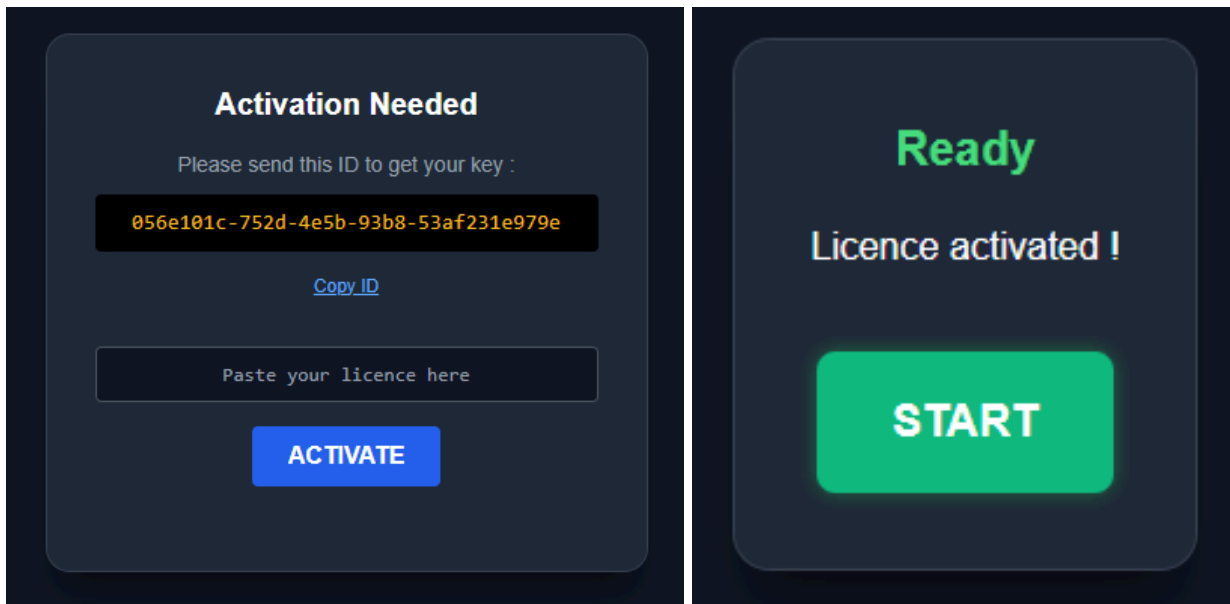 Activation Needed
Please send this ID to get your key :
056e101c-752d-4e5b-93b8-53af231e979e
Copy ID
Paste your licence here
ACTIVATE
Ready
Licence activated !
START